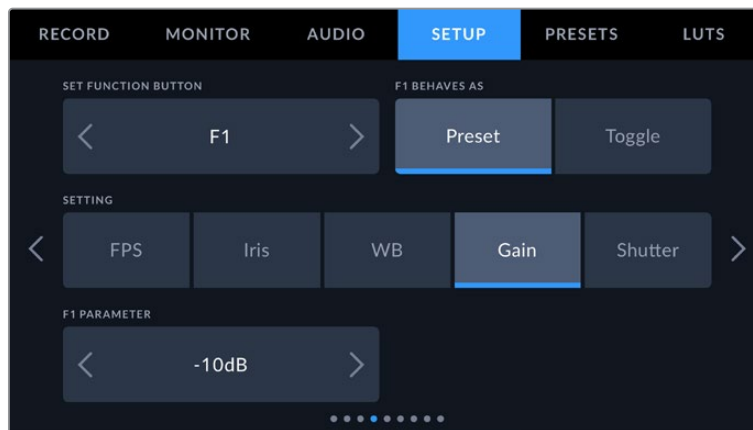 RECORD MONITOR AUDIO SETUP PRESETS LUTS
SET FUNCTION BUTTON F1 BEHAVES AS
F1 Preset Toggle
SETTING
FPS Iris WB Gain Shutter
F1 PARAMETER
-10dB